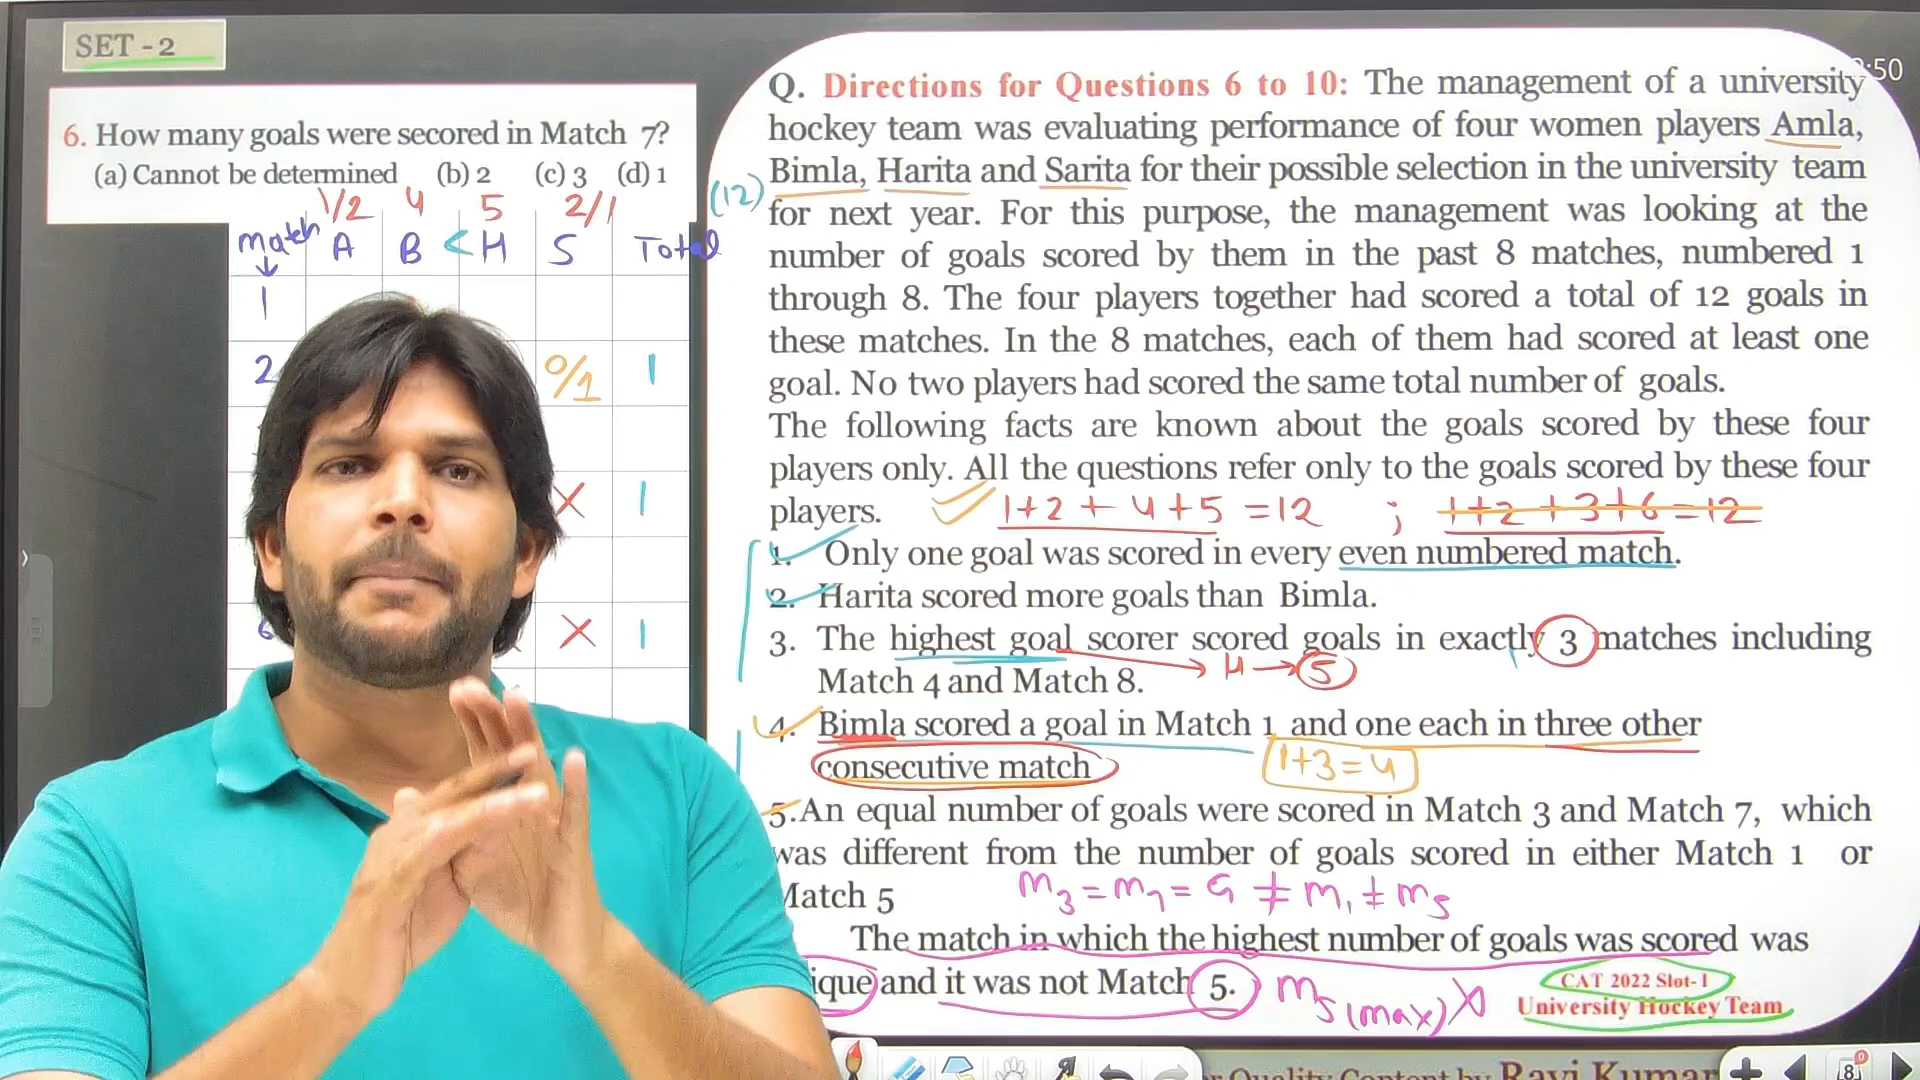 SET - 2
:50
6. How many goals were secored in Match 7?
(a) Cannot be determined (b) 2 (c) 3 (d) 1
1/2 4 5 2/1 (12)
Match A B < H S Total
1
2 0/1 1
X 1
6 X 1
Q. Directions for Questions 6 to 10: The management of a university
hockey team was evaluating performance of four women players Amla,
Bimla, Harita and Sarita for their possible selection in the university team
for next year. For this purpose, the management was looking at the
number of goals scored by them in the past 8 matches, numbered 1
through 8. The four players together had scored a total of 12 goals in
these matches. In the 8 matches, each of them had scored at least one
goal. No two players had scored the same total number of goals.
The following facts are known about the goals scored by these four
players only. All the questions refer only to the goals scored by these four
players. 1+2+4+5 =12 ; 1+2+3+6=12
1. Only one goal was scored in every even numbered match.
2. Harita scored more goals than Bimla.
3. The highest goal scorer scored goals in exactly 3 matches including
H → 5
Match 4 and Match 8.
4. Bimla scored a goal in Match 1 and one each in three other
consecutive match 1+3=4
5. An equal number of goals were scored in Match 3 and Match 7, which
was different from the number of goals scored in either Match 1 or
Match 5
The match in which the highest number of goals was scored was
ique and it was not Match 5. M5(max) X
CAT 2022 Slot-I
University Hockey Team
r Quality Content by Ravi Kumar